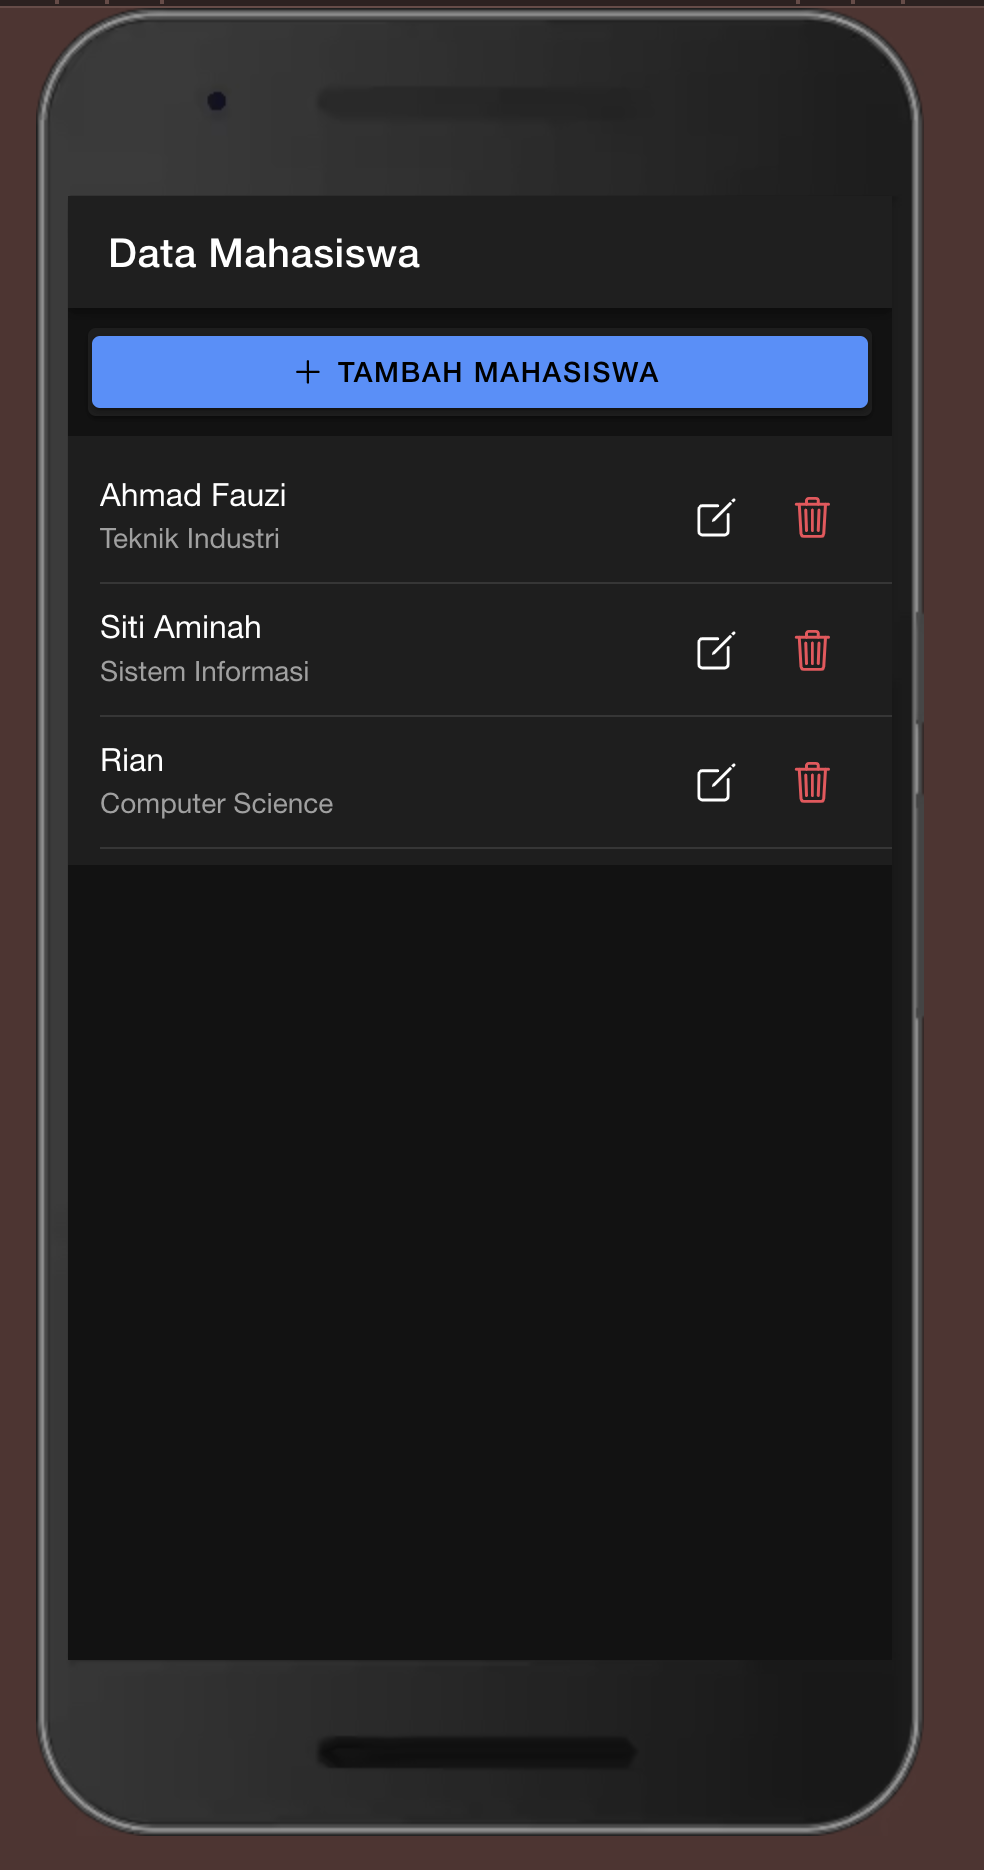 Data Mahasiswa
+ TAMBAH MAHASISWA
Ahmad Fauzi
Teknik Industri
Siti Aminah
Sistem Informasi
Rian
Computer Science